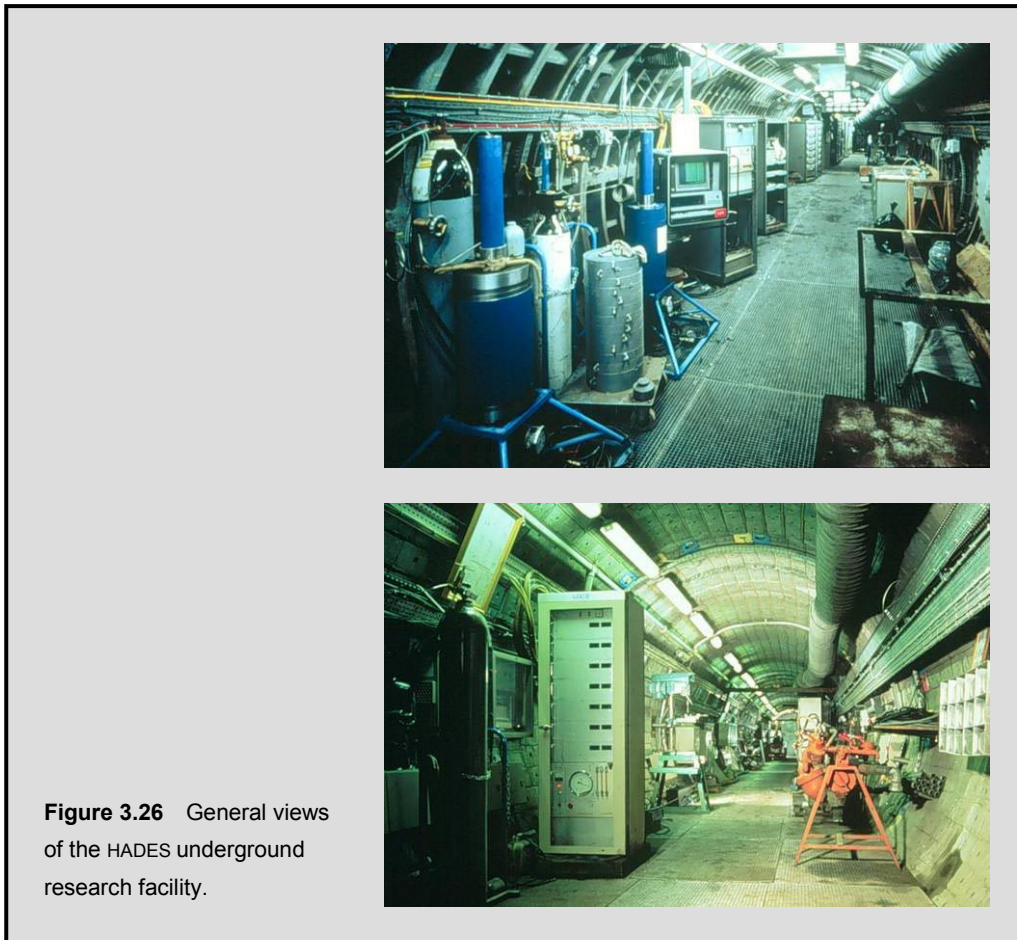 Figure 3.26 General views
of the HADES underground
research facility.